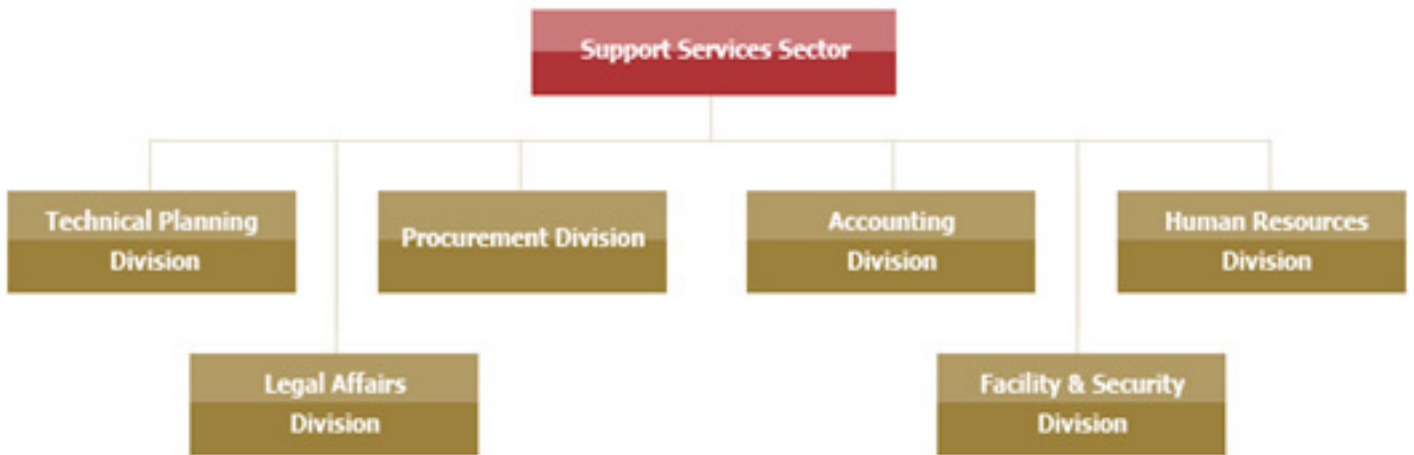 Support Services Sector
Technical Planning
Division
Procurement Division
Accounting
Division
Human Resources
Division
Legal Affairs
Division
Facility & Security
Division